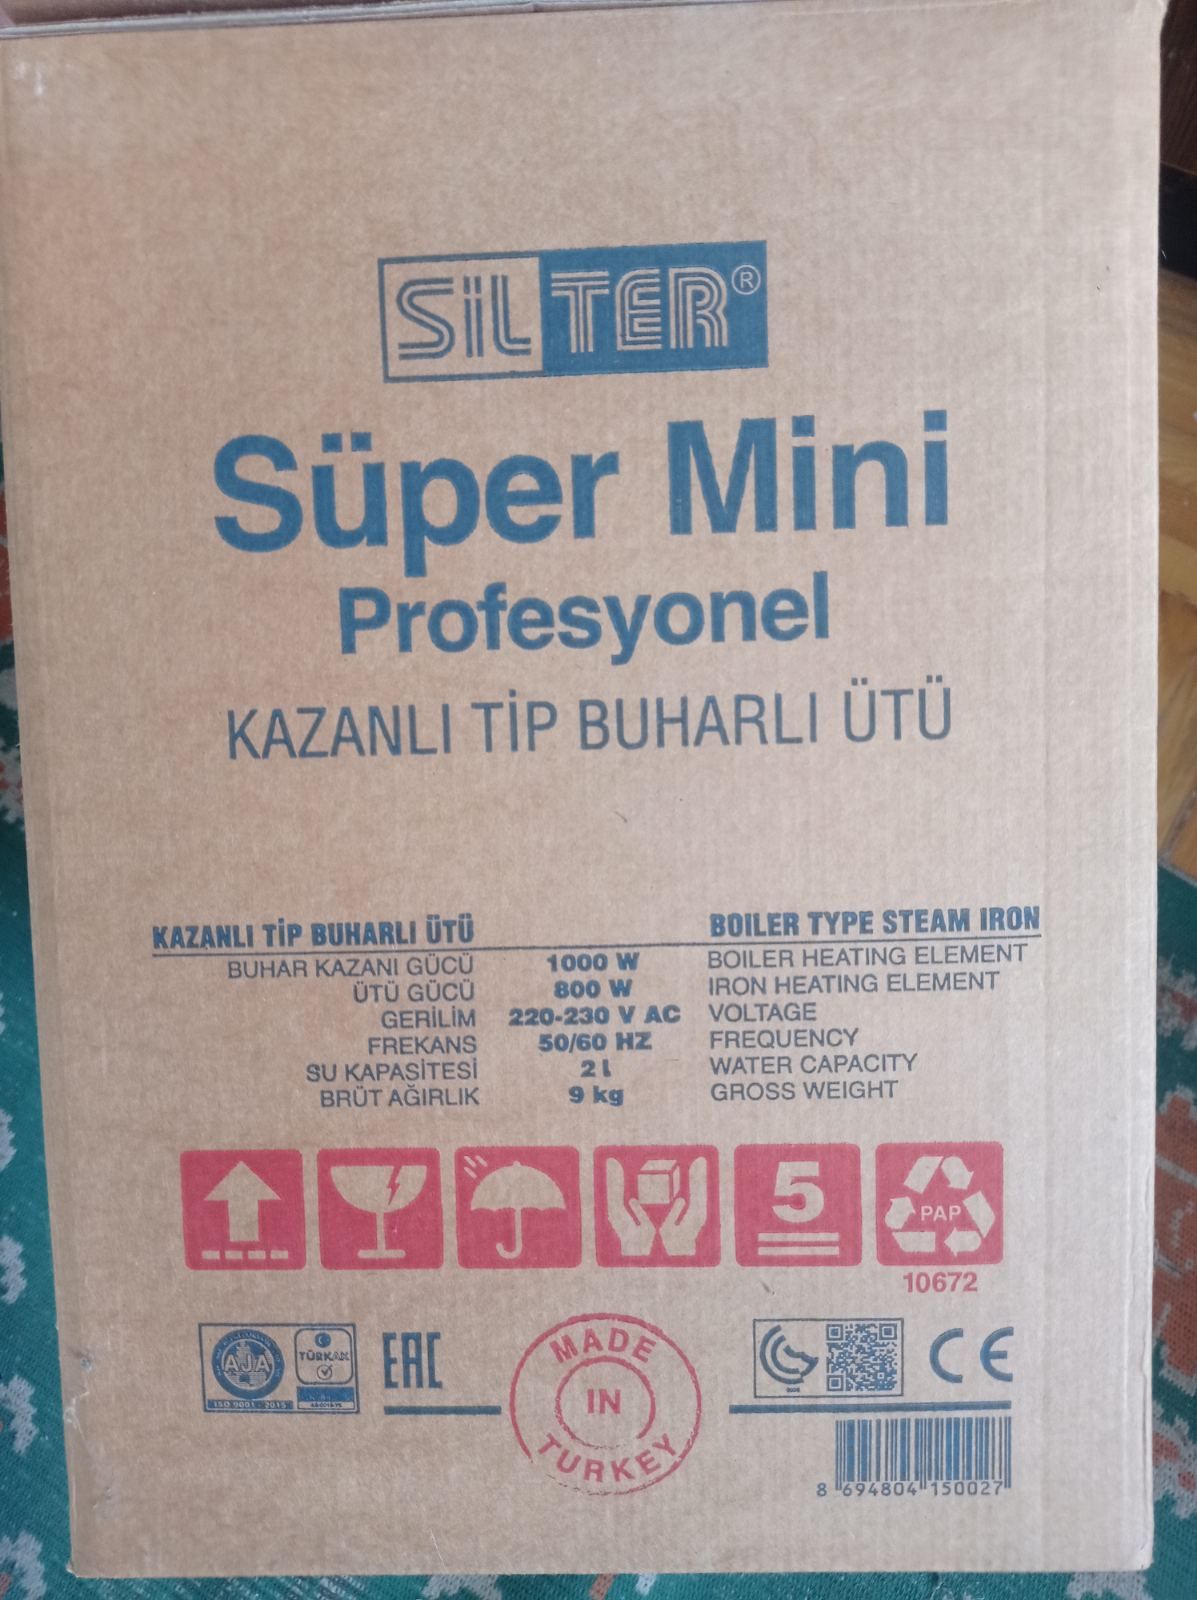 SiLTER®
Süper Mini
Profesyonel
KAZANLI TİP BUHARLI ÜTÜ
KAZANLI TİP BUHARLI ÜTÜ BOILER TYPE STEAM IRON
BUHAR KAZANI GÜCÜ 1000 W BOILER HEATING ELEMENT
ÜTÜ GÜCÜ 800 W IRON HEATING ELEMENT
GERİLİM 220-230 V AC VOLTAGE
FREKANS 50/60 HZ FREQUENCY
SU KAPASİTESİ 2 l WATER CAPACITY
BRÜT AĞIRLIK 9 kg GROSS WEIGHT
5
PAP
10672
AJA
ISO 9001 - 2015
TÜRKAK
EAC
MADE
IN
TURKEY
CE
8 694804 150027